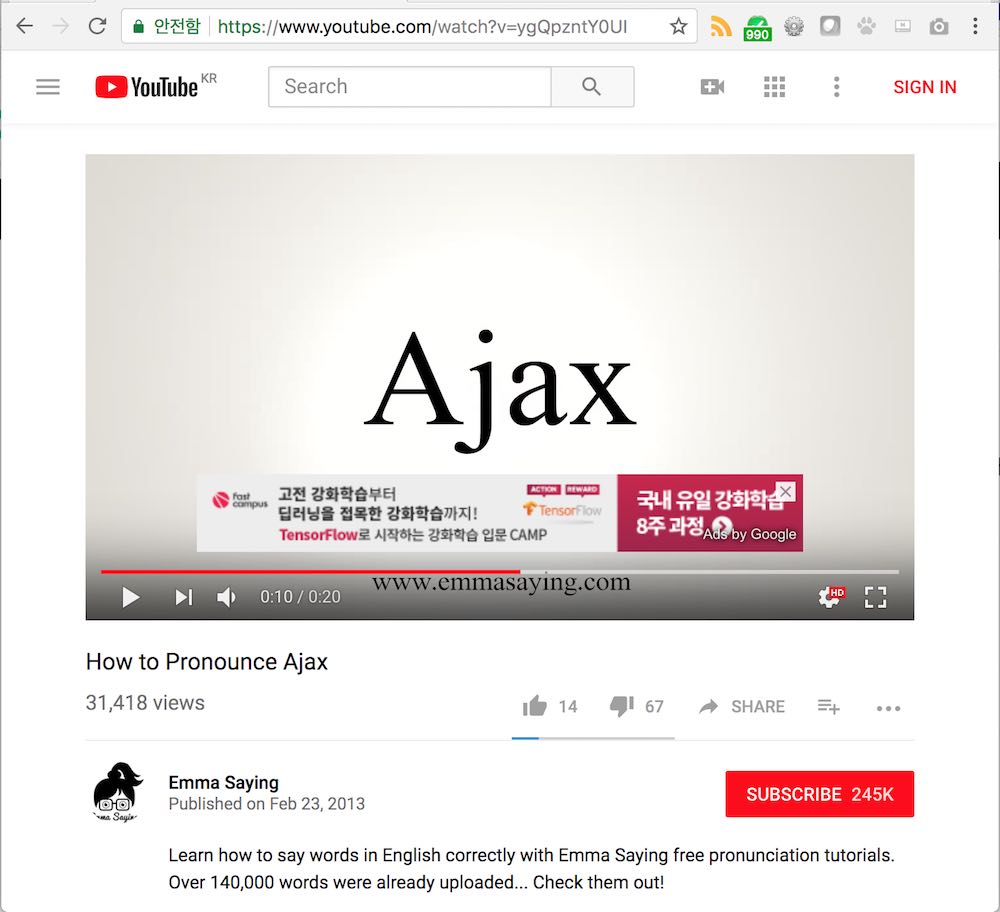 안전함 https://www.youtube.com/watch?v=ygQpzntY0UI 990
YouTube KR Search SIGN IN
Ajax
fast campus
고전 강화학습부터
딥러닝을 접목한 강화학습까지!
TensorFlow로 시작하는 강화학습 입문 CAMP
ACTION REWARD
TensorFlow
국내 유일 강화학습
8주 과정
Ads by Google
www.emmasaying.com
0:10 / 0:20 HD
How to Pronounce Ajax
31,418 views 14 67 SHARE
Emma Saying
Published on Feb 23, 2013
SUBSCRIBE 245K
Learn how to say words in English correctly with Emma Saying free pronunciation tutorials.
Over 140,000 words were already uploaded... Check them out!